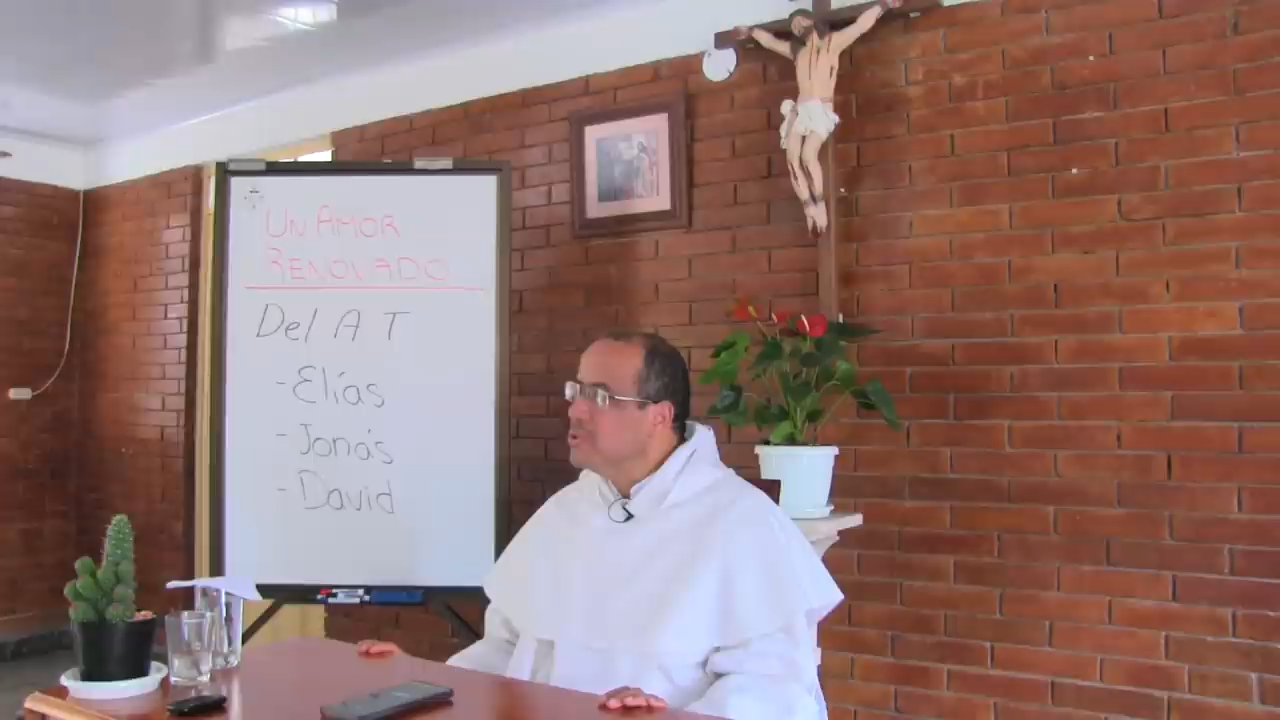 UN AMOR
RENOVADO
Del A T
- Elías
- Jonás
- David